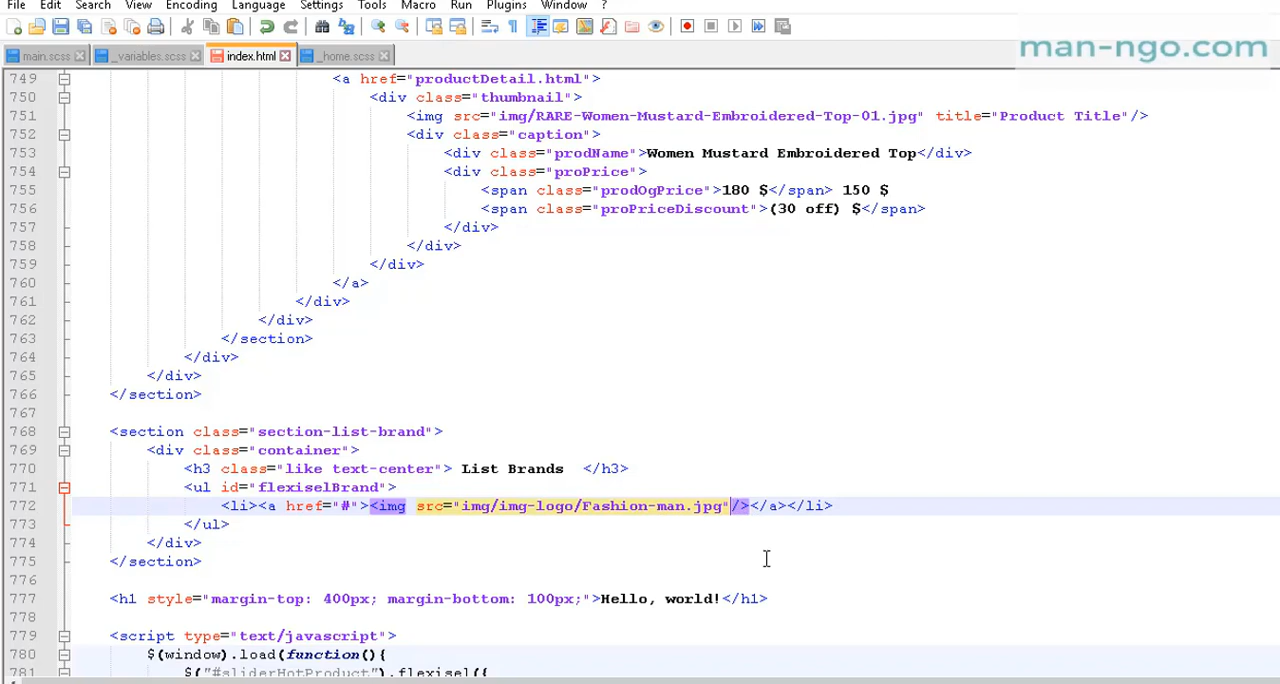 File Edit Search View Encoding Language Settings Tools Macro Run Plugins Window ?
man-ngo.com
main.scss _variables.scss index.html _home.scss
749 <a href="productDetail.html">
750 <div class="thumbnail">
751 <img src="img/RARE-Women-Mustard-Embroidered-Top-01.jpg" title="Product Title"/>
752 <div class="caption">
753 <div class="prodName">Women Mustard Embroidered Top</div>
754 <div class="proPrice">
755 <span class="prodOgPrice">180 $</span> 150 $
756 <span class="proPriceDiscount">(30 off) $</span>
757 </div>
758 </div>
759 </div>
760 </a>
761 </div>
762 </div>
763 </section>
764 </div>
765 </div>
766 </section>
767
768 <section class="section-list-brand">
769 <div class="container">
770 <h3 class="like text-center"> List Brands </h3>
771 <ul id="flexiselBrand">
772 <li><a href="#"><img src="img/img-logo/Fashion-man.jpg"/></a></li>
773 </ul>
774 </div>
775 </section>
776
777 <h1 style="margin-top: 400px; margin-bottom: 100px;">Hello, world!</h1>
778
779 <script type="text/javascript">
780 $(window).load(function(){
781 $("#sliderHotProduct").flexisel({